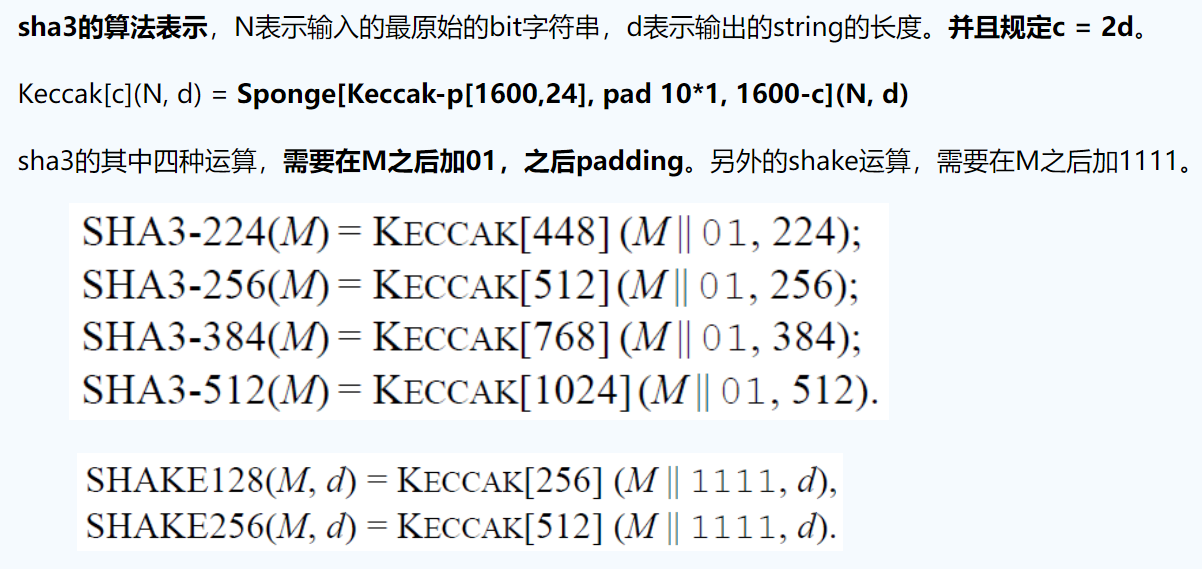 sha3的算法表示，N表示输入的最原始的bit字符串，d表示输出的string的长度。并且规定c = 2d。
Keccak[c](N, d) = Sponge[Keccak-p[1600,24], pad 10*1, 1600-c](N, d)
sha3的其中四种运算，需要在M之后加01，之后padding。另外的shake运算，需要在M之后加1111。
SHA3-224(M) = KECCAK[448] (M || 01, 224);
SHA3-256(M) = KECCAK[512] (M || 01, 256);
SHA3-384(M) = KECCAK[768] (M || 01, 384);
SHA3-512(M) = KECCAK[1024] (M || 01, 512).
SHAKE128(M, d) = KECCAK[256] (M || 1111, d),
SHAKE256(M, d) = KECCAK[512] (M || 1111, d).